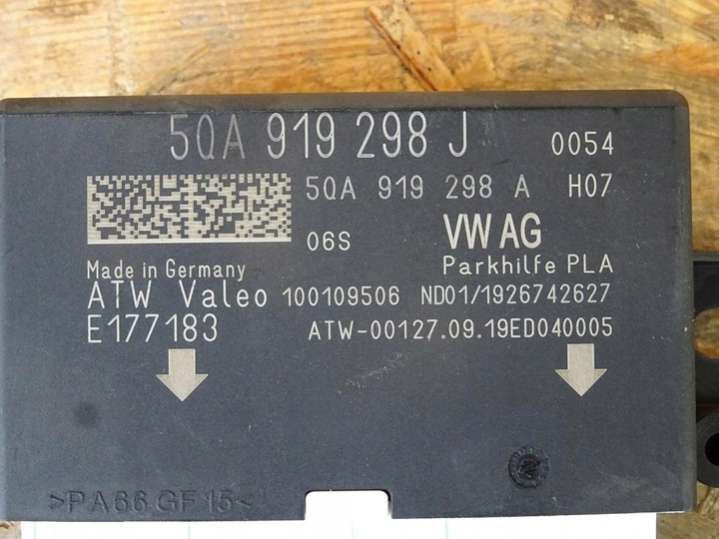 5QA 919 298 J 0054
5QA 919 298 A H07
06S VW AG
Made in Germany Parkhilfe PLA
ATW Valeo 100109506 ND01/1926742627
E177183 ATW-00127.09.19ED040005
>PA66 GF15<